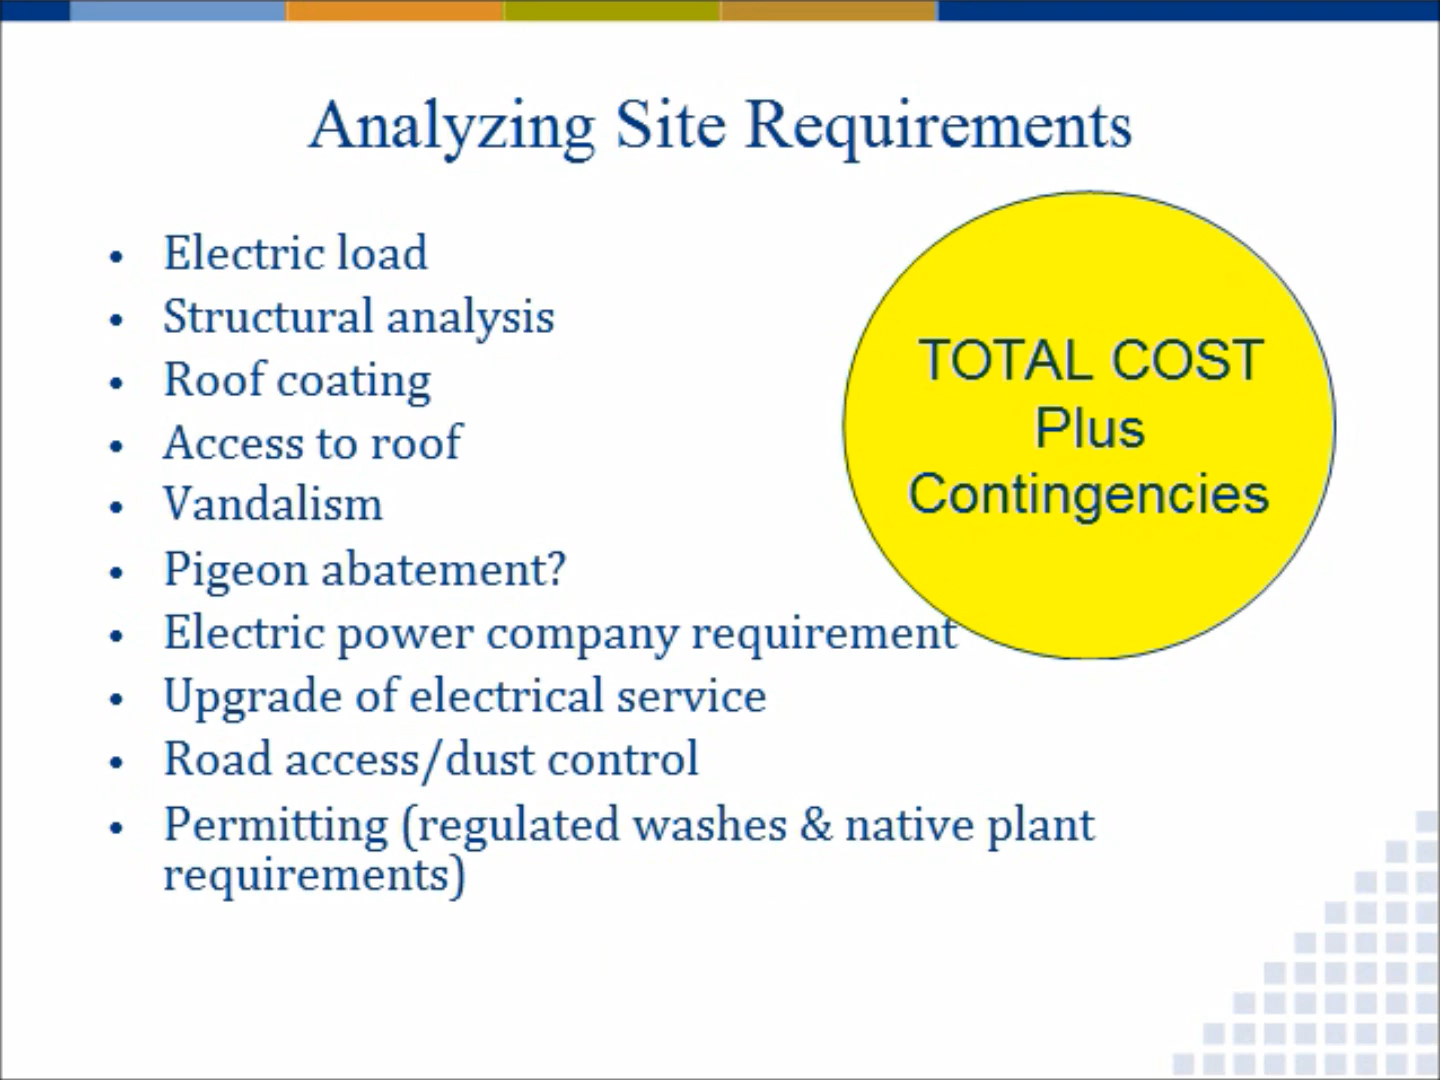 Analyzing Site Requirements
• Electric load
• Structural analysis
• Roof coating
• Access to roof
• Vandalism
• Pigeon abatement?
• Electric power company requirement
• Upgrade of electrical service
• Road access/dust control
• Permitting (regulated washes & native plant
requirements)
TOTAL COST
Plus
Contingencies